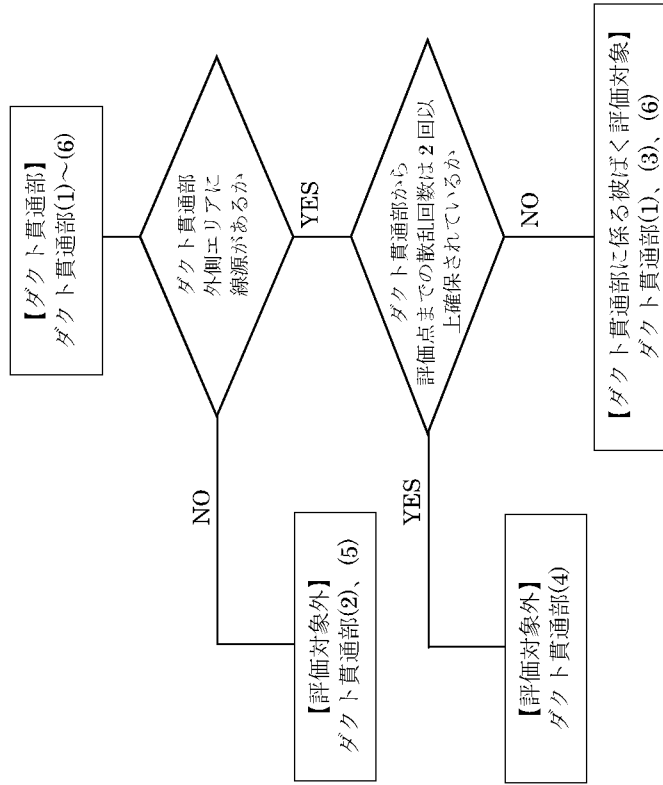 【ダクト貫通部】
ダクト貫通部(1)～(6)
ダクト貫通部
外側エリアに
線源があるか
NO
YES
【評価対象外】
ダクト貫通部(2)、(5)
ダクト貫通部から
評価点までの散乱回数は 2 回以
上確保されているか
YES
NO
【評価対象外】
ダクト貫通部(4)
【ダクト貫通部に係る被ばく評価対象】
ダクト貫通部(1)、(3)、(6)